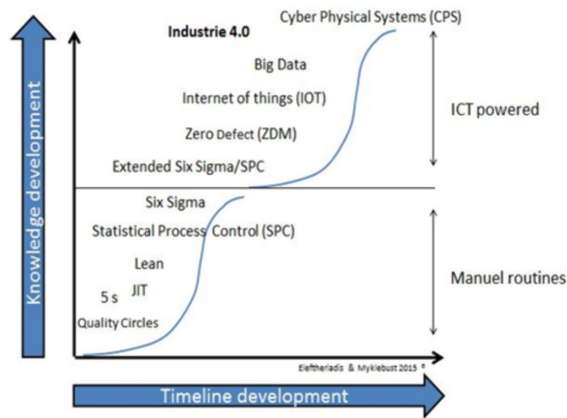 Cyber Physical Systems (CPS)
Industrie 4.0
Big Data
Internet of things (IOT)
ICT powered
Zero Defect (ZDM)
Extended Six Sigma/SPC
Six Sigma
Statistical Process Control (SPC)
Lean
Manuel routines
5 s
JIT
Quality Circles
Eleftheriadis & Myklebust 2015
Knowledge development
Timeline development